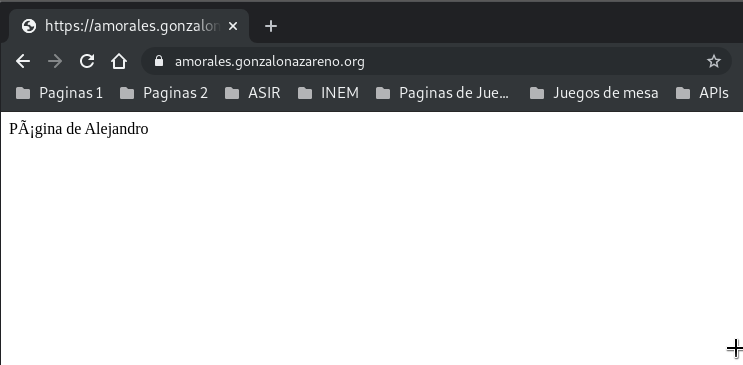 https://amorales.gonzalon
amorales.gonzalonazareno.org
Paginas 1 Paginas 2 ASIR INEM Paginas de Jue... Juegos de mesa APIs
PÃ¡gina de Alejandro